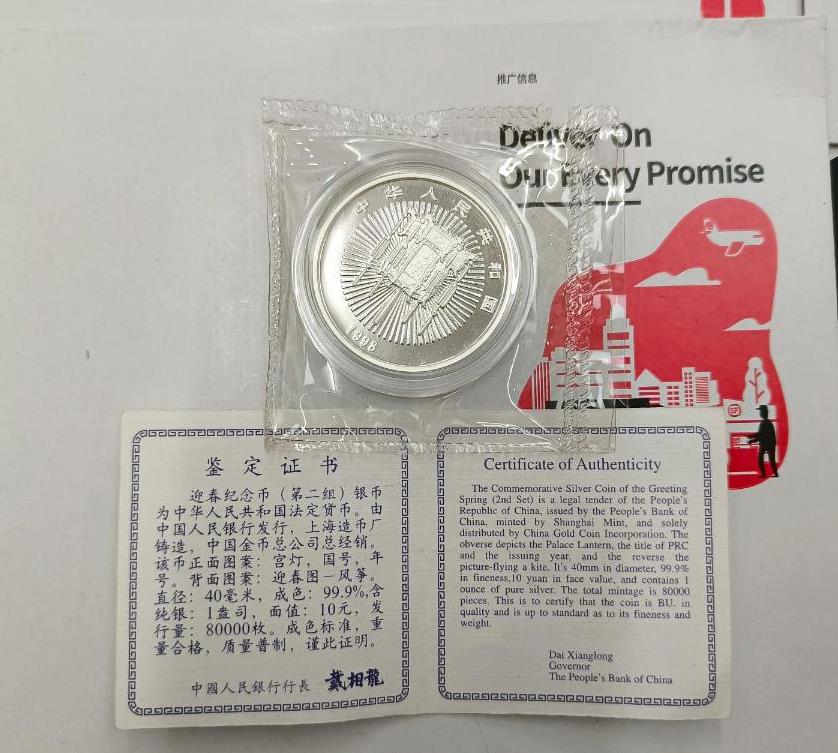 推广信息
Deliver On
Our Every Promise
中华人民共和国
1998
鉴定证书
迎春纪念币（第二组）银币
为中华人民共和国法定货币。由
中国人民银行发行，上海造币厂
铸造，中国金币总公司总经销。
该币正面图案：宫灯，国号，年
号。背面图案：迎春图—风筝。
直径：40毫米，成色：99.9%,含
纯银：1盎司，面值：10元，发
行量：80000枚。成色标准，重
量合格，质量普制，谨此证明。
中國人民銀行行長 戴相龍
Certificate of Authenticity
The Commemorative Silver Coin of the Greeting
Spring (2nd Set) is a legal tender of the People's
Republic of China, issued by the People's Bank of
China, minted by Shanghai Mint, and solely
distributed by China Gold Coin Incorporation. The
obverse depicts the Palace Lantern, the title of PRC
and the issuing year, and the reverse the
picture-flying a kite. It's 40mm in diameter, 99.9%
in fineness,10 yuan in face value, and contains 1
ounce of pure silver. The total mintage is 80000
pieces. This is to certify that the coin is BU. in
quality and is up to standard as to its fineness and
weight.
Dai Xianglong
Governor
The People's Bank of China